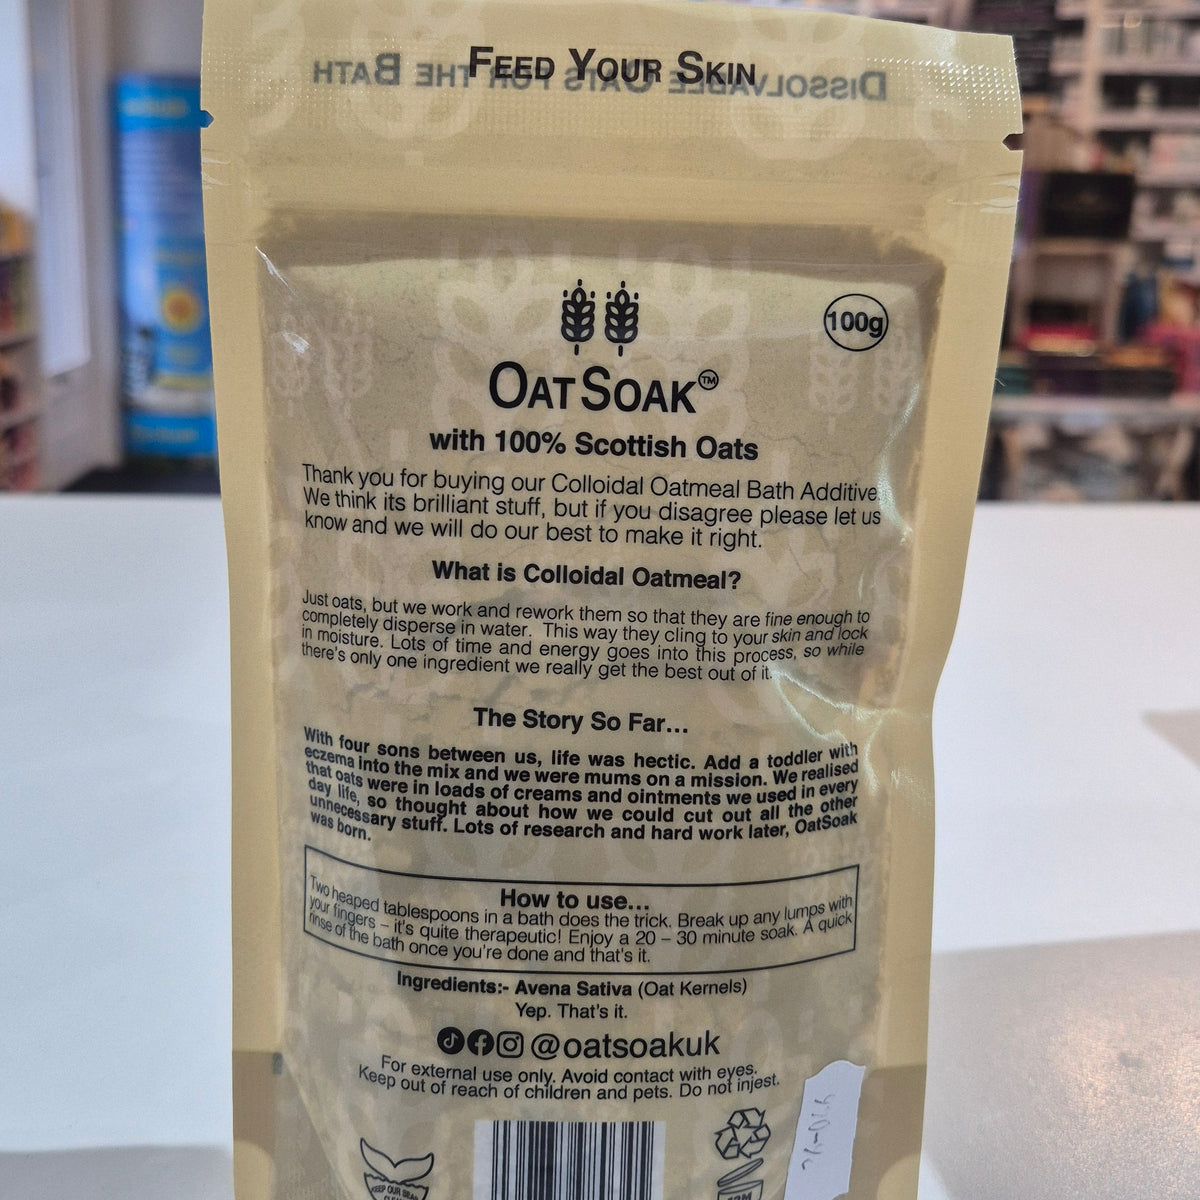 FEED YOUR SKIN
DISSOLVABLE OATS FOR THE BATH
100g
OATSOAK™
with 100% Scottish Oats
Thank you for buying our Colloidal Oatmeal Bath Additive.
We think its brilliant stuff, but if you disagree please let us
know and we will do our best to make it right.
What is Colloidal Oatmeal?
Just oats, but we work and rework them so that they are fine enough to
completely disperse in water. This way they cling to your skin and lock
in moisture. Lots of time and energy goes into this process, so while
there's only one ingredient we really get the best out of it.
The Story So Far...
With four sons between us, life was hectic. Add a toddler with
eczema into the mix and we were mums on a mission. We realised
that oats were in loads of creams and ointments we used in every
day life, so thought about how we could cut out all the other
unnecessary stuff. Lots of research and hard work later, OatSoak
was born.
How to use...
Two heaped tablespoons in a bath does the trick. Break up any lumps with
your fingers – it's quite therapeutic! Enjoy a 20 – 30 minute soak. A quick
rinse of the bath once you're done and that's it.
Ingredients:- Avena Sativa (Oat Kernels)
Yep. That's it.
@oatsoakuk
For external use only. Avoid contact with eyes.
Keep out of reach of children and pets. Do not injest.
KEEP OUR SEAS
12M